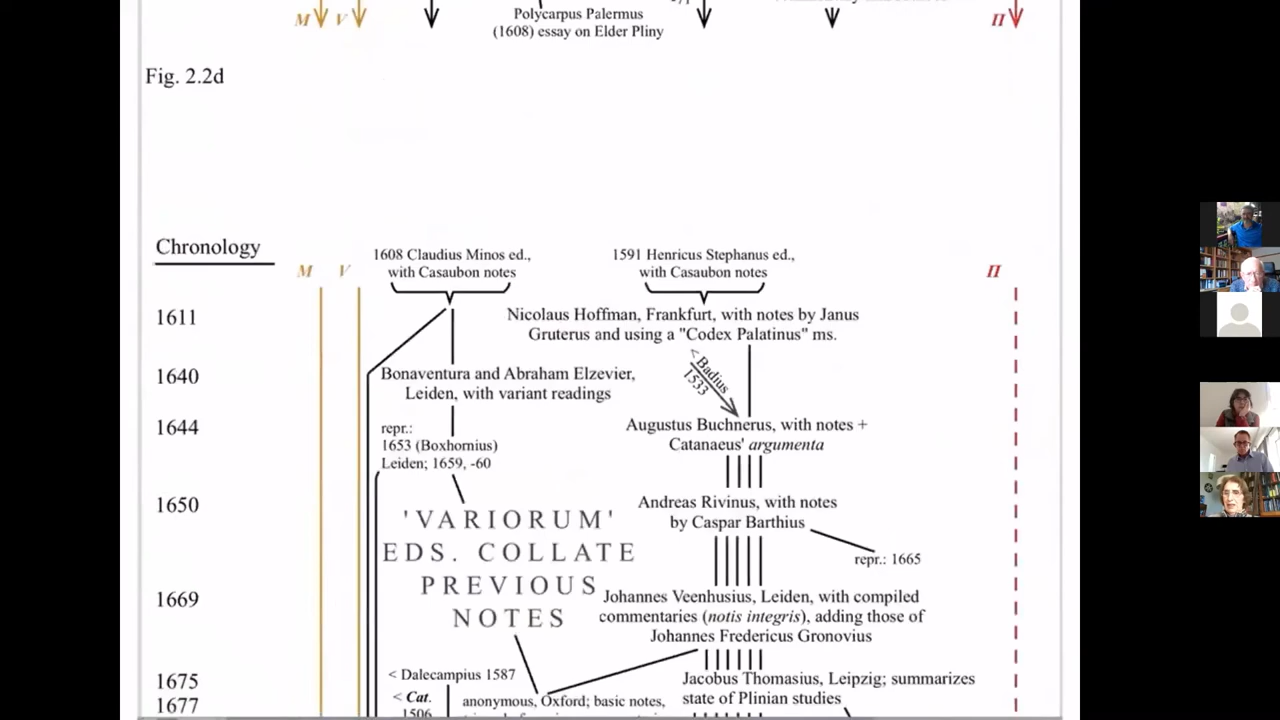 Polycarpus Palermus
(1608) essay on Elder Pliny
M V Π
Fig. 2.2d
Chronology
M V Π
1608 Claudius Minos ed.,
with Casaubon notes
1591 Henricus Stephanus ed.,
with Casaubon notes
1611
Nicolaus Hoffman, Frankfurt, with notes by Janus
Gruterus and using a "Codex Palatinus" ms.
< Badius
1533
1640
Bonaventura and Abraham Elzevier,
Leiden, with variant readings
1644
Augustus Buchnerus, with notes +
Catanaeus' argumenta
repr.:
1653 (Boxhornius)
Leiden; 1659, -60
1650
Andreas Rivinus, with notes
by Caspar Barthius
repr.: 1665
'VARIORUM'
EDS. COLLATE
PREVIOUS
NOTES
1669
Johannes Veenhusius, Leiden, with compiled
commentaries (notis integris), adding those of
Johannes Fredericus Gronovius
1675
Jacobus Thomasius, Leipzig; summarizes
state of Plinian studies
< Dalecampius 1587
1677
< Cat.
1506
anonymous, Oxford; basic notes,